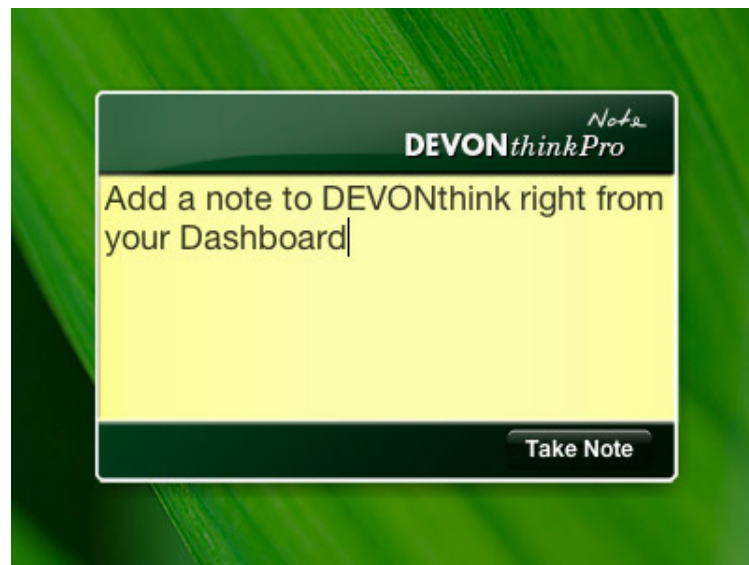 Note
DEVONthinkPro
Add a note to DEVONthink right from
your Dashboard
Take Note